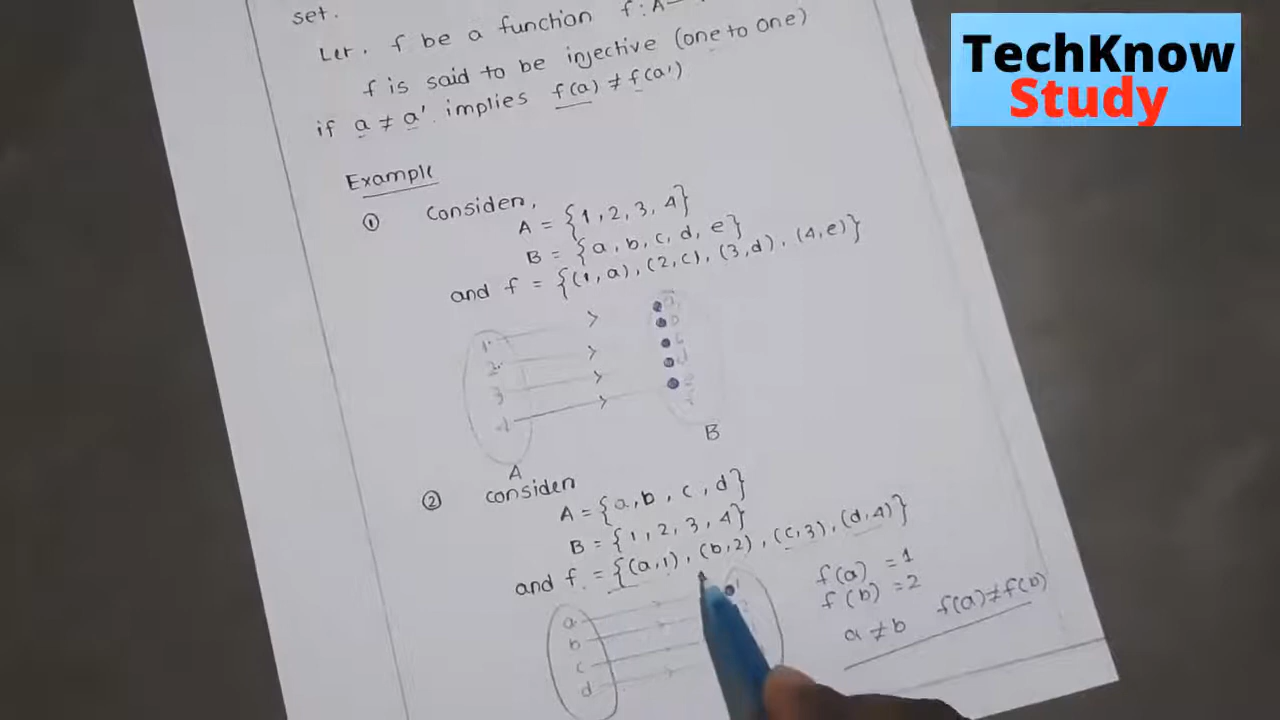 set.
Let, f be a function f: A
f is said to be injective (one to one)
if a ≠ a' implies f(a) ≠ f(a')
Example
① Consider,
A = {1, 2, 3, 4}
B = {a, b, c, d, e}
and f = {(1, a), (2, c), (3, d), (4, e)}
1
2
3
4
A
a
b
c
d
e
B
② consider
A = {a, b, c, d}
B = {1, 2, 3, 4}
and f = {(a, 1), (b, 2), (c, 3), (d, 4)}
a
b
c
d
1
f(a) = 1
f(b) = 2
a ≠ b f(a) ≠ f(b)
TechKnow
Study